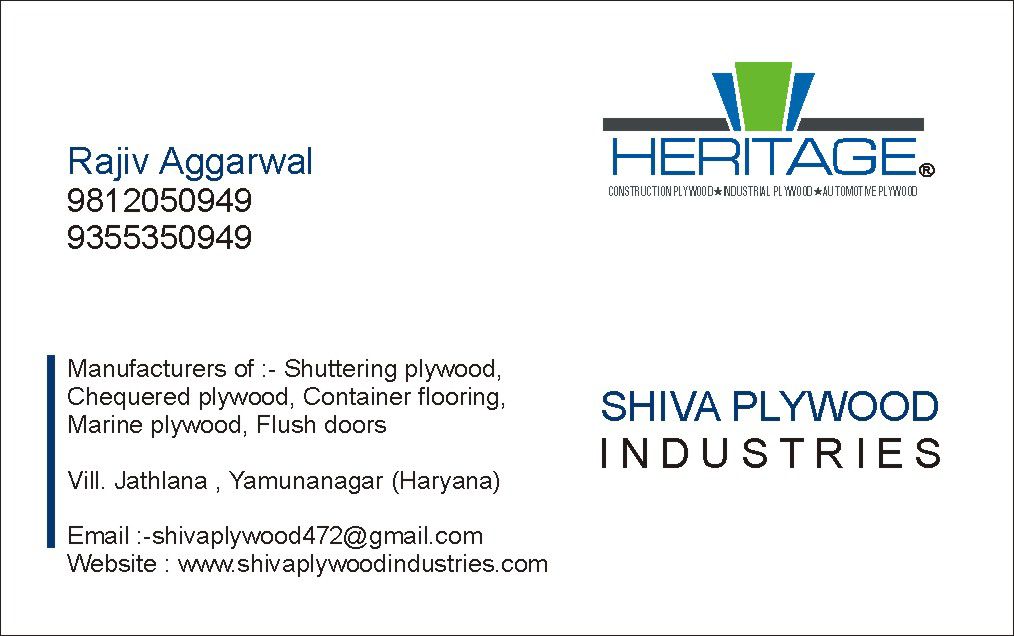 Rajiv Aggarwal
9812050949
9355350949
HERITAGE®
CONSTRUCTION PLYWOOD★INDUSTRIAL PLYWOOD★AUTOMOTIVE PLYWOOD
Manufacturers of :- Shuttering plywood,
Chequered plywood, Container flooring,
Marine plywood, Flush doors
Vill. Jathlana , Yamunanagar (Haryana)
Email :-shivaplywood472@gmail.com
Website : www.shivaplywoodindustries.com
SHIVA PLYWOOD
INDUSTRIES